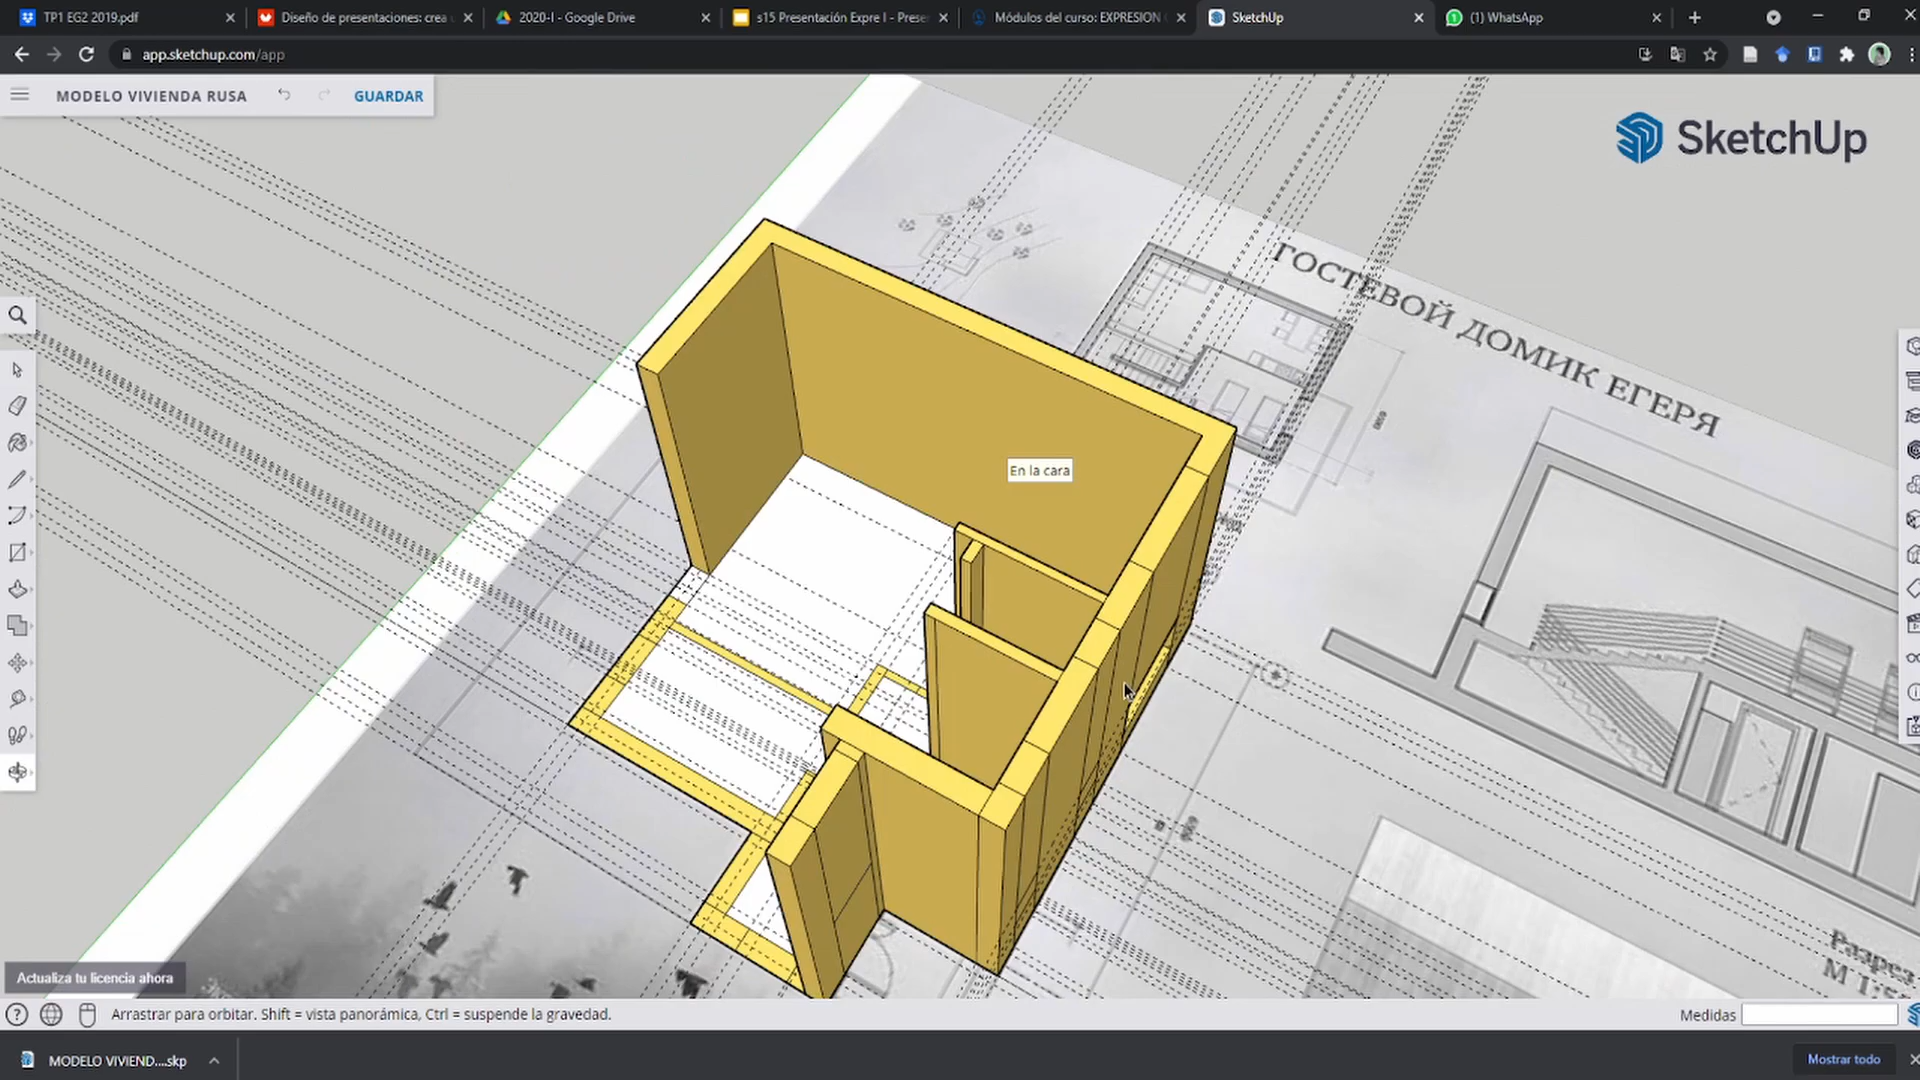 TP1 EG2 2019.pdf
Diseño de presentaciones: crea
2020-I - Google Drive
s15 Presentación Expre I - Prese
Módulos del curso: EXPRESION
SketchUp
(1) WhatsApp
app.sketchup.com/app
MODELO VIVIENDA RUSA
GUARDAR
SketchUp
ГОСТЕВОЙ ДОМИК ЕГЕРЯ
En la cara
Разрез
М 1:5
Actualiza tu licencia ahora
Arrastrar para orbitar. Shift = vista panorámica, Ctrl = suspende la gravedad.
Medidas
MODELO VIVIEND....skp
Mostrar todo